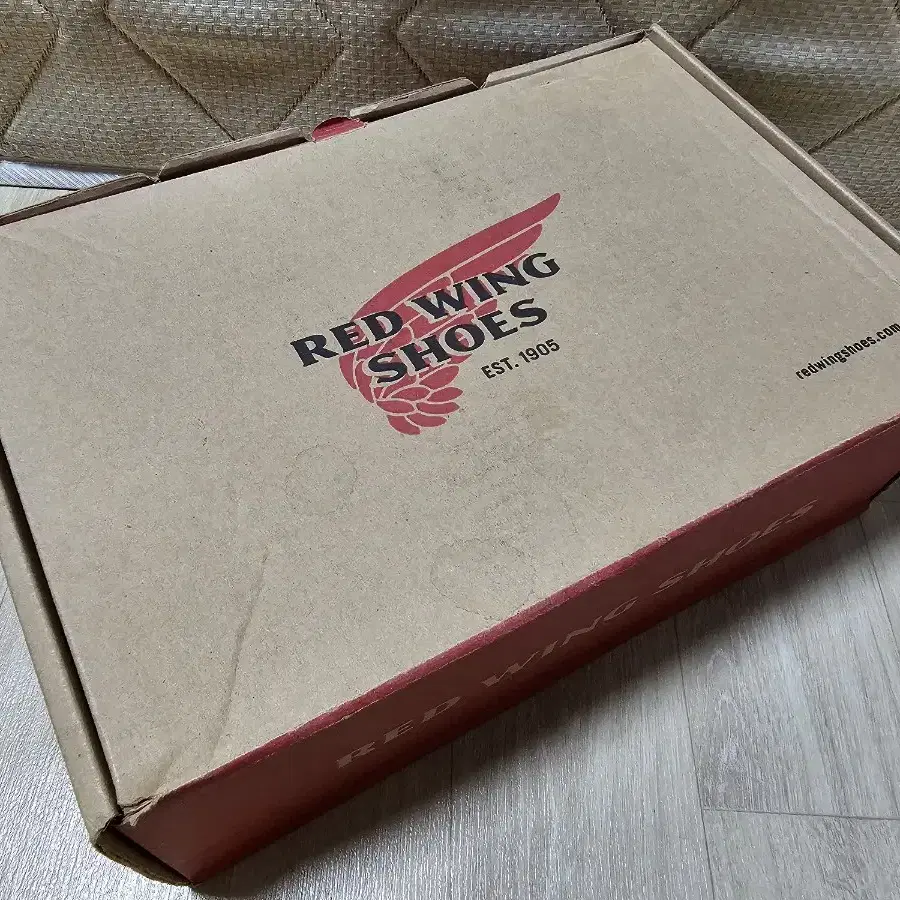 RED WING
SHOES
EST. 1905
redwingshoes.com
RED WING SHOES